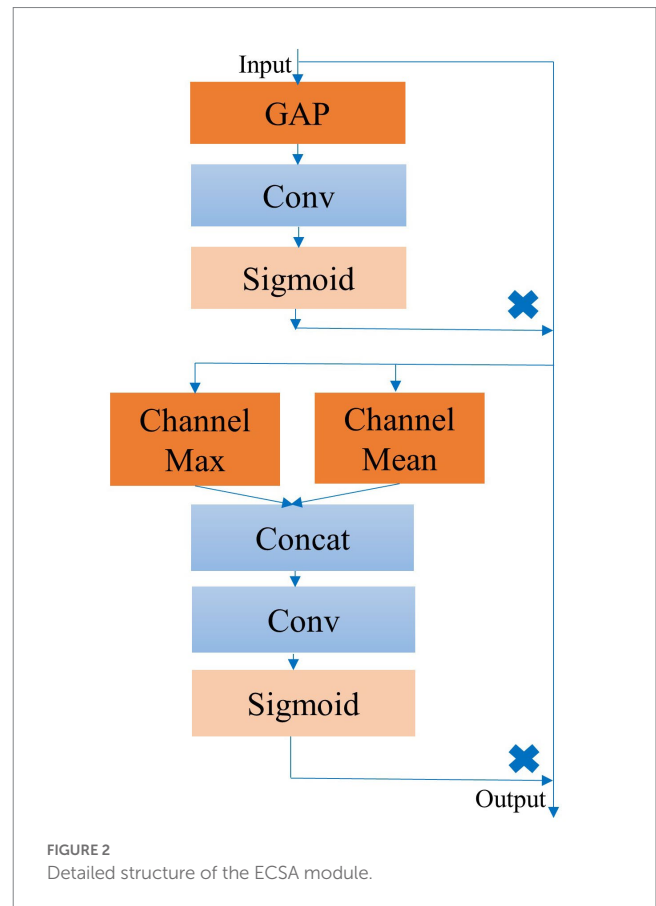 Input
GAP
Conv
Sigmoid
Channel
Max
Channel
Mean
Concat
Conv
Sigmoid
Output
FIGURE 2
Detailed structure of the ECSA module.